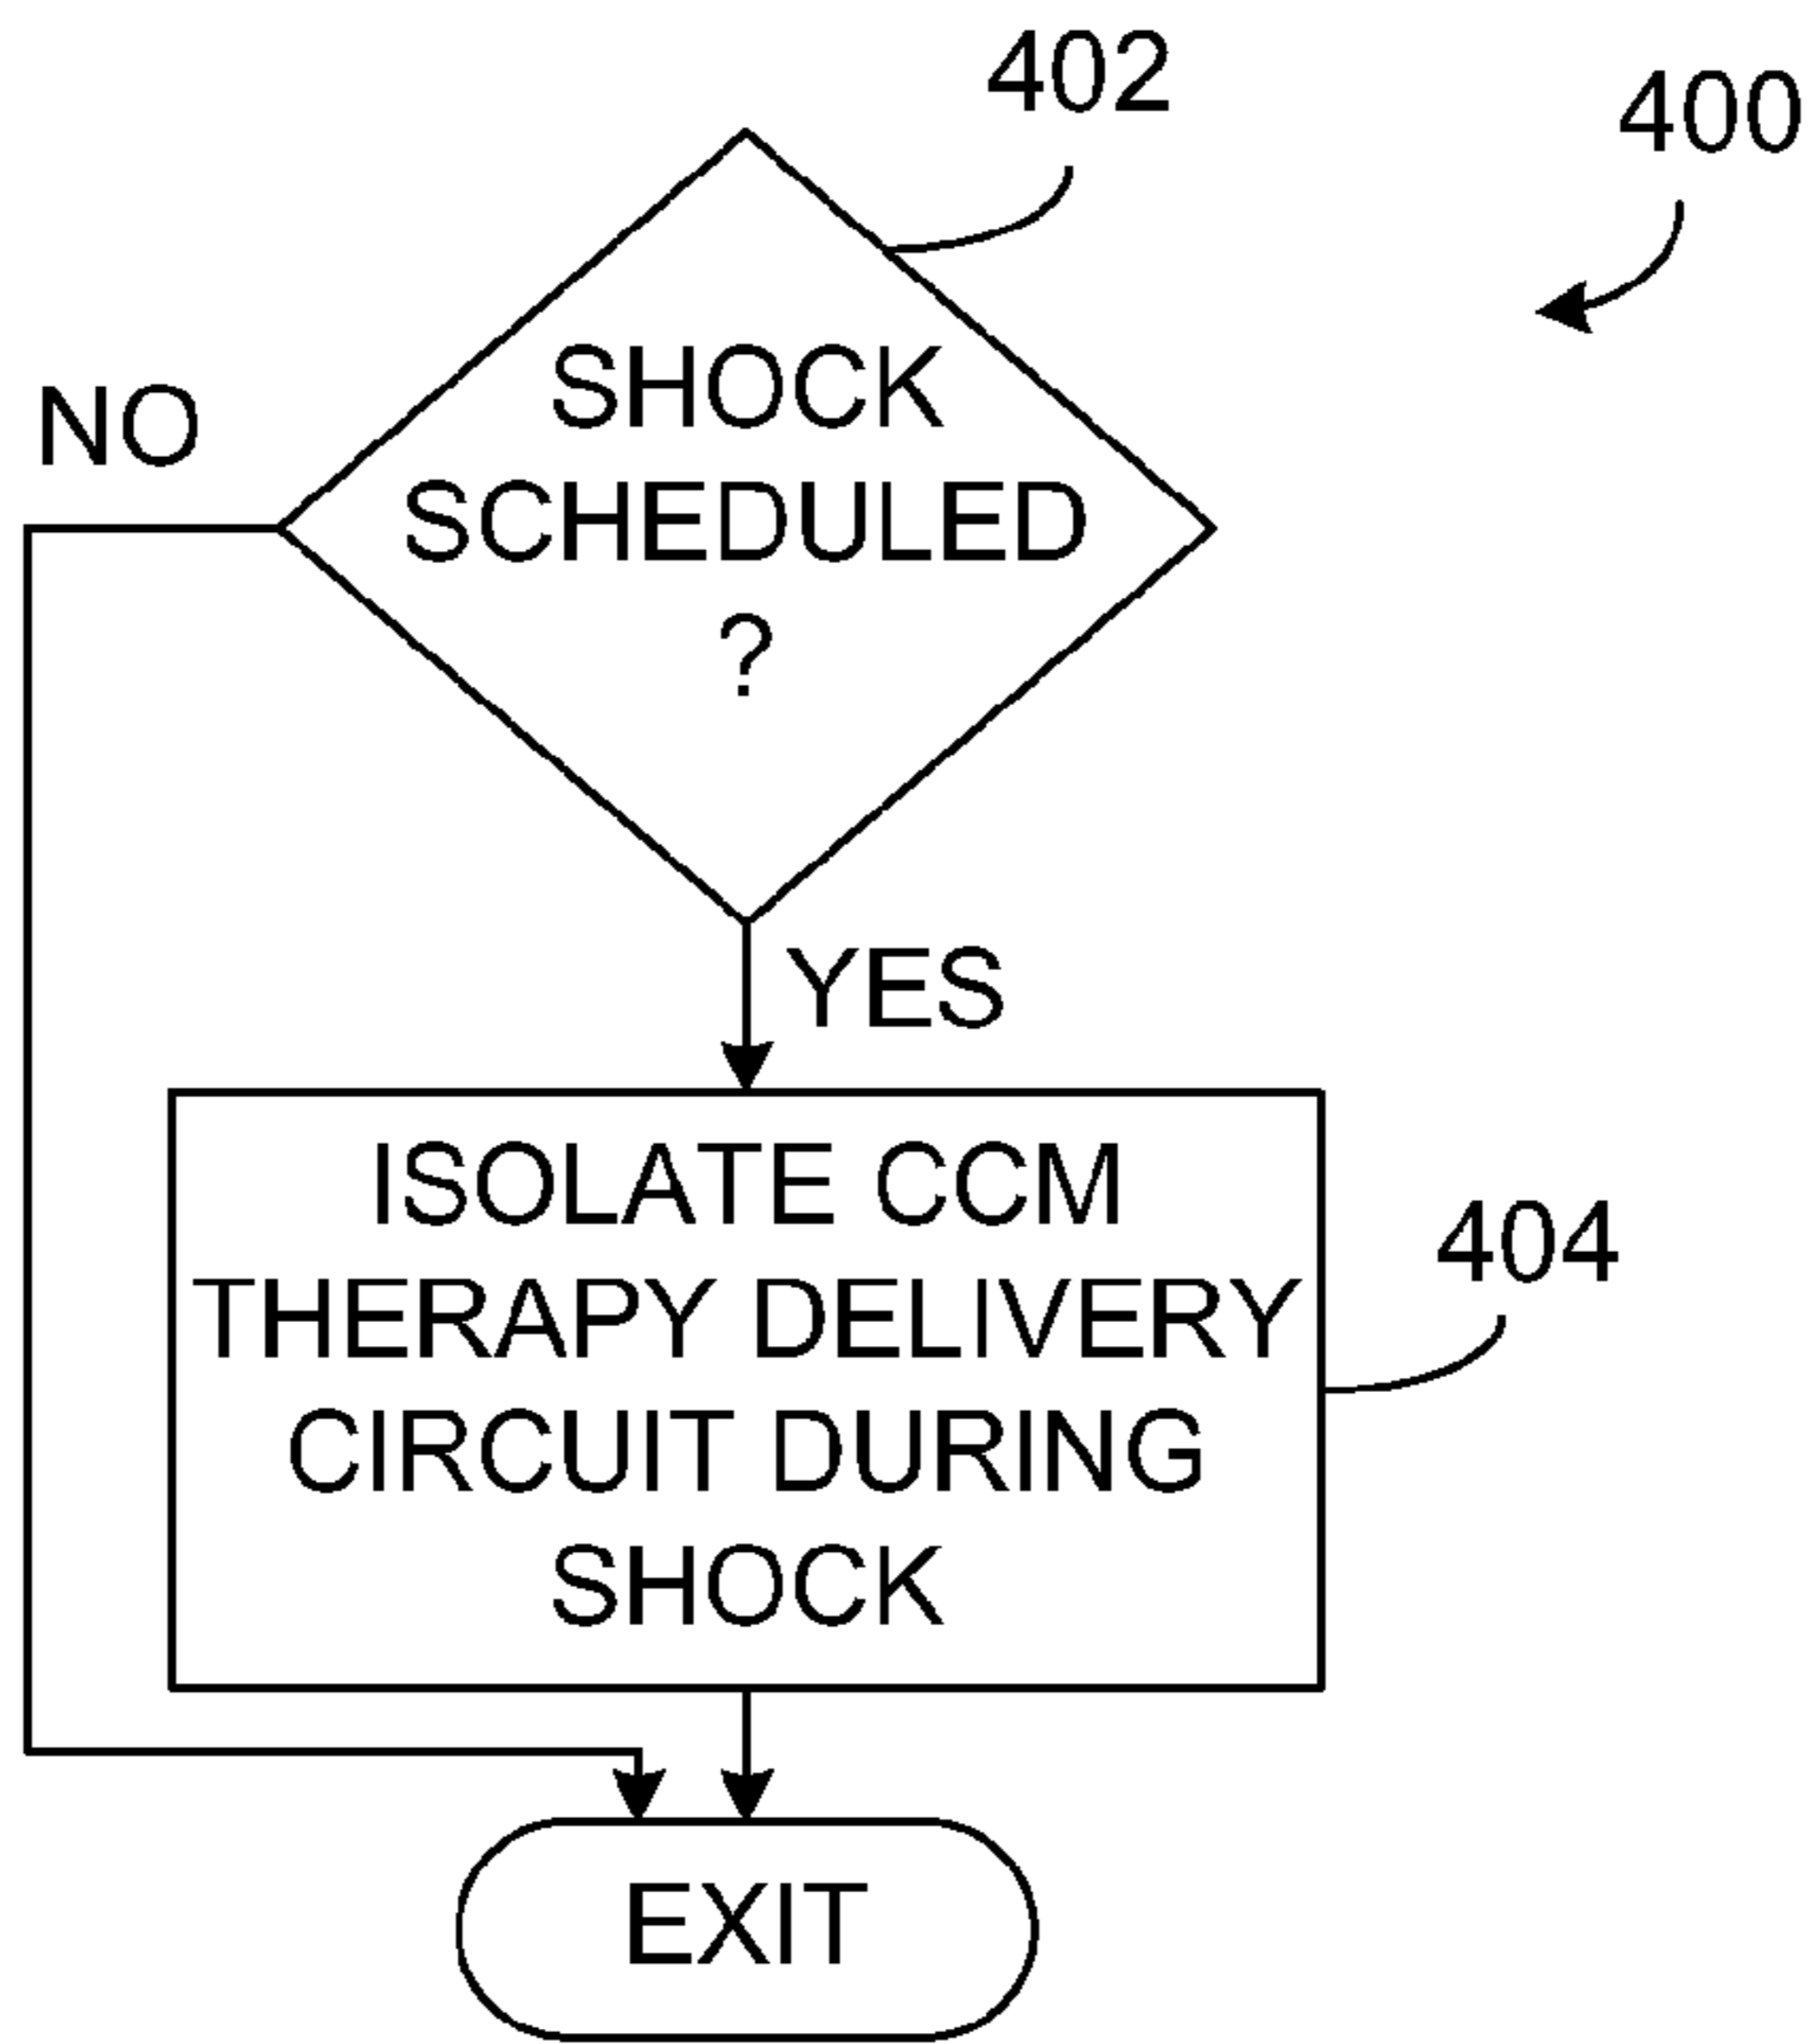 402
400
SHOCK
SCHEDULED
?
NO
YES
ISOLATE CCM
THERAPY DELIVERY
CIRCUIT DURING
SHOCK
404
EXIT